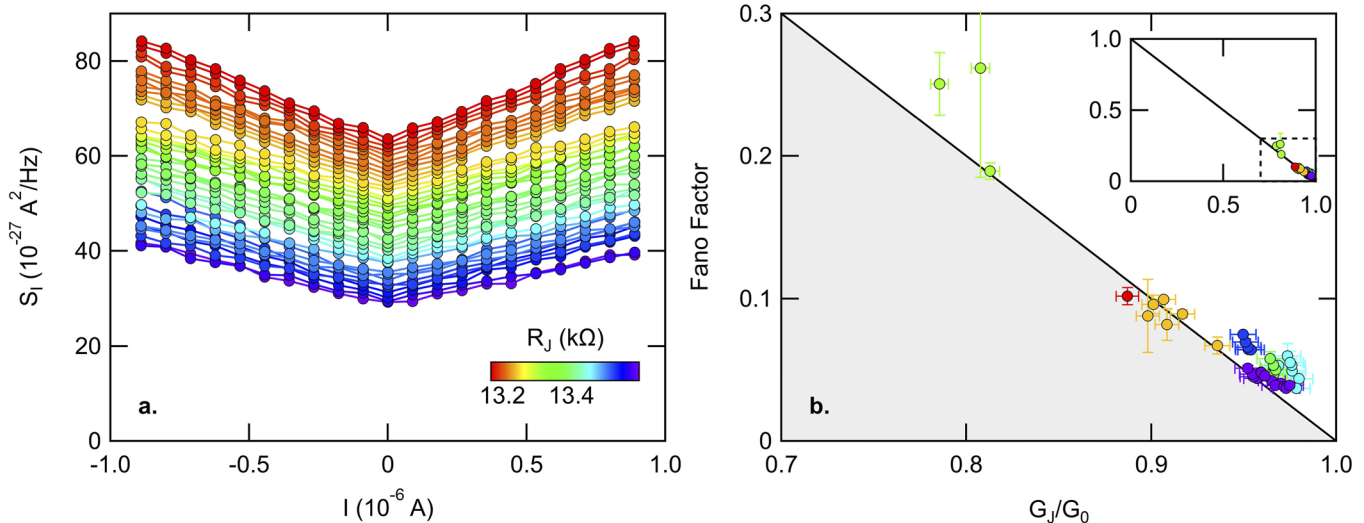 80
60
40
20
0
-1.0 -0.5 0 0.5 1.0
S_I (10^-27 A^2/Hz)
I (10^-6 A)
R_J (kΩ)
13.2 13.4
a.
0.3
0.2
0.1
0
0.7 0.8 0.9 1.0
Fano Factor
G_J/G_0
b.
1.0
0.5
0
0 0.5 1.0